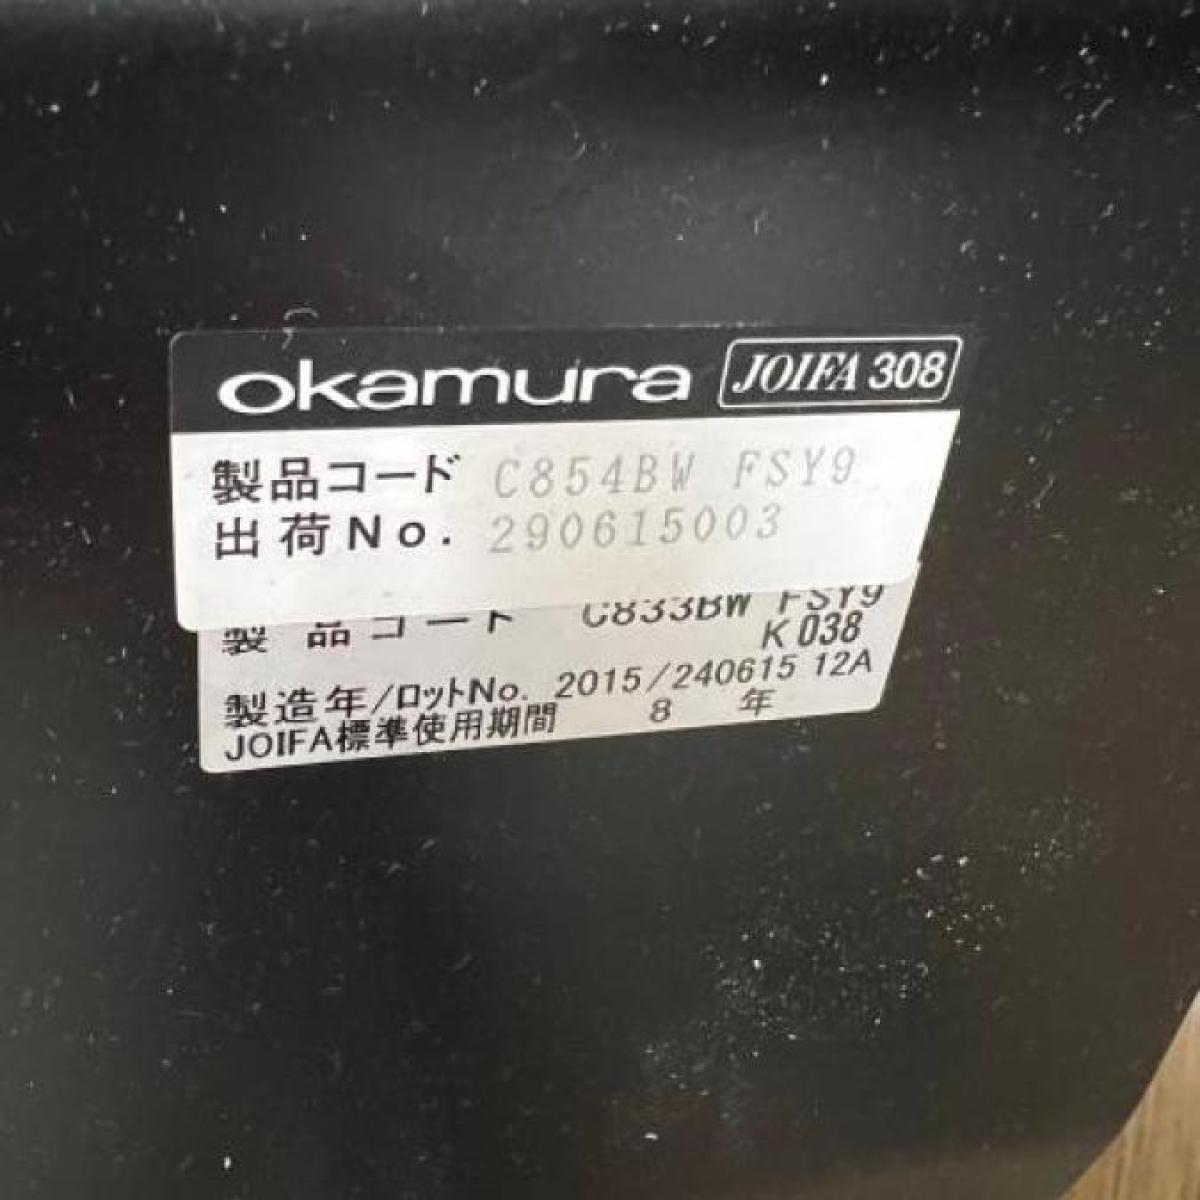 okamura JOIFA 308
製品コード C854BW FSY9
出荷No. 290615003
製品コード C833BW FSY9
K 038
製造年/ロットNo. 2015/240615 12A
JOIFA標準使用期間 8 年